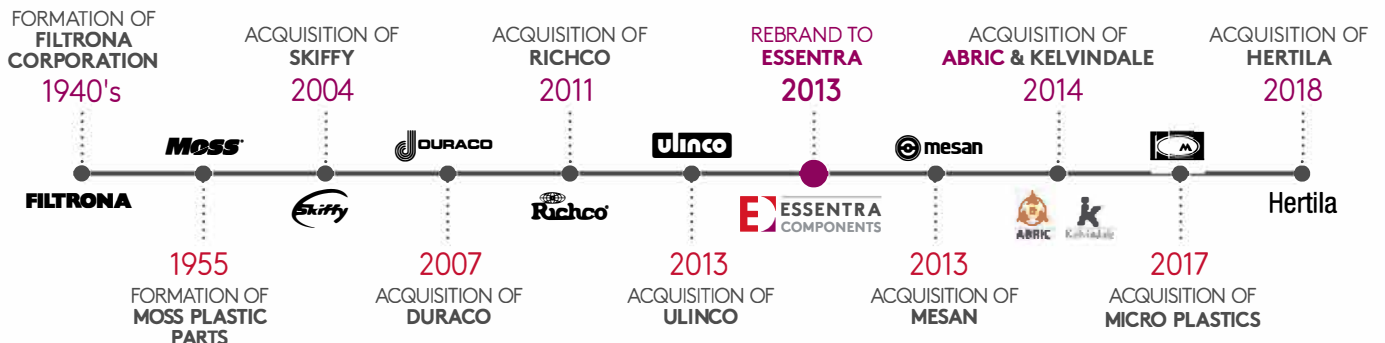 FORMATION OF
FILTRONA
CORPORATION
1940's
ACQUISITION OF
SKIFFY
2004
ACQUISITION OF
RICHCO
2011
REBRAND TO
ESSENTRA
2013
ACQUISITION OF
ABRIC & KELVINDALE
2014
ACQUISITION OF
HERTILA
2018
Moss
DURACO
ULINCO
mesan
M
FILTRONA
Skiffy
Richco
ESSENTRA
COMPONENTS
ABRIC
Kelvindale
Hertila
1955
FORMATION OF
MOSS PLASTIC
PARTS
2007
ACQUISITION OF
DURACO
2013
ACQUISITION OF
ULINCO
2013
ACQUISITION OF
MESAN
2017
ACQUISITION OF
MICRO PLASTICS